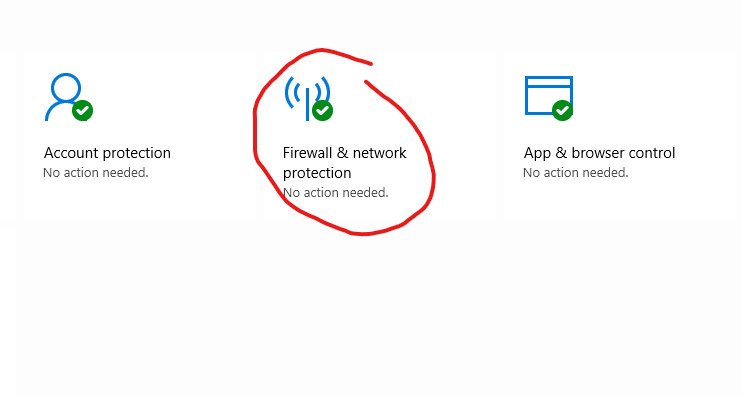 Account protection
No action needed.
Firewall & network
protection
No action needed.
App & browser control
No action needed.